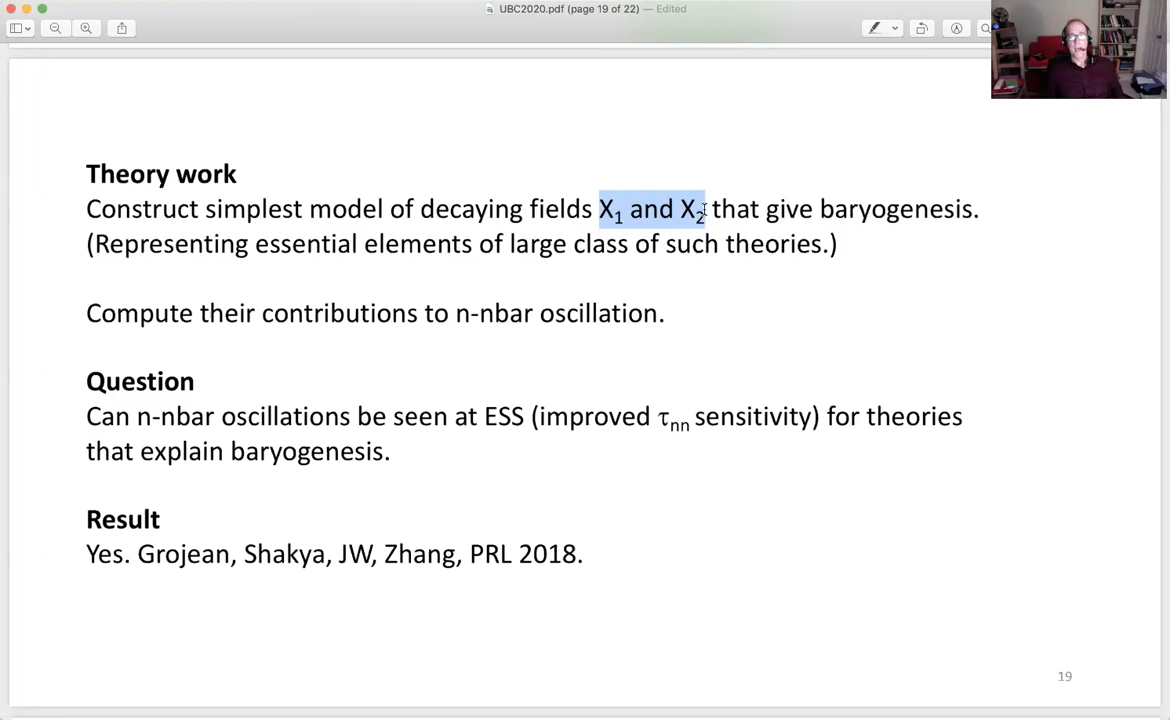 UBC2020.pdf (page 19 of 22) — Edited
Theory work
Construct simplest model of decaying fields X₁ and X₂ that give baryogenesis.
(Representing essential elements of large class of such theories.)
Compute their contributions to n-nbar oscillation.
Question
Can n-nbar oscillations be seen at ESS (improved τₙₙ sensitivity) for theories
that explain baryogenesis.
Result
Yes. Grojean, Shakya, JW, Zhang, PRL 2018.
19